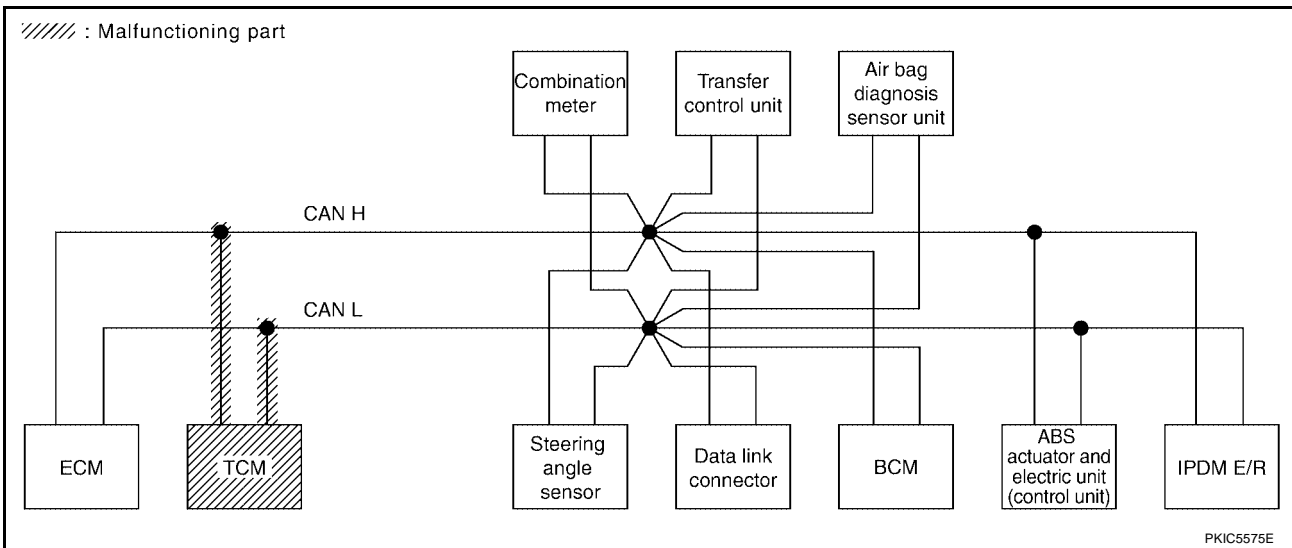 : Malfunctioning part
Combination
meter
Transfer
control unit
Air bag
diagnosis
sensor unit
CAN H
CAN L
ECM
TCM
Steering
angle
sensor
Data link
connector
BCM
ABS
actuator and
electric unit
(control unit)
IPDM E/R
PKIC5575E